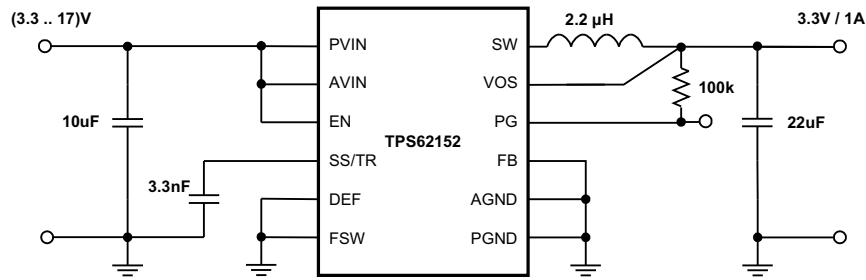 (3.3 .. 17)V
2.2 µH
3.3V / 1A
PVIN
SW
AVIN
VOS
100k
10uF
EN
PG
22uF
TPS62152
SS/TR
FB
3.3nF
DEF
AGND
FSW
PGND